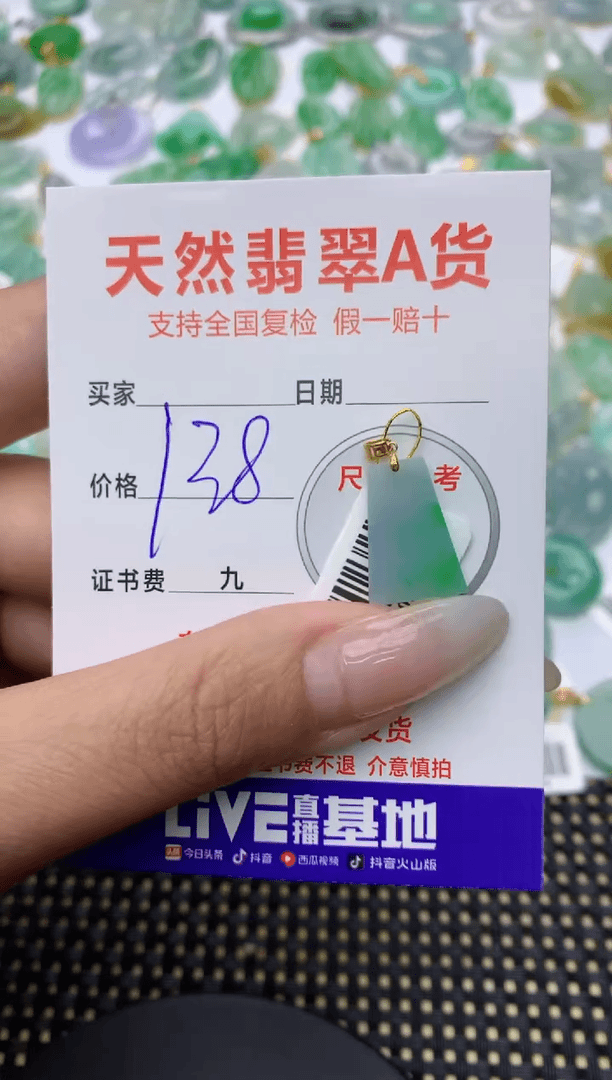 天然翡翠A货
支持全国复检 假一赔十
买家 日期
价格 138
尺 考
证书费 九
货
书费不退 介意慎拍
LiVE直播基地
今日头条 抖音 西瓜视频 抖音火山版